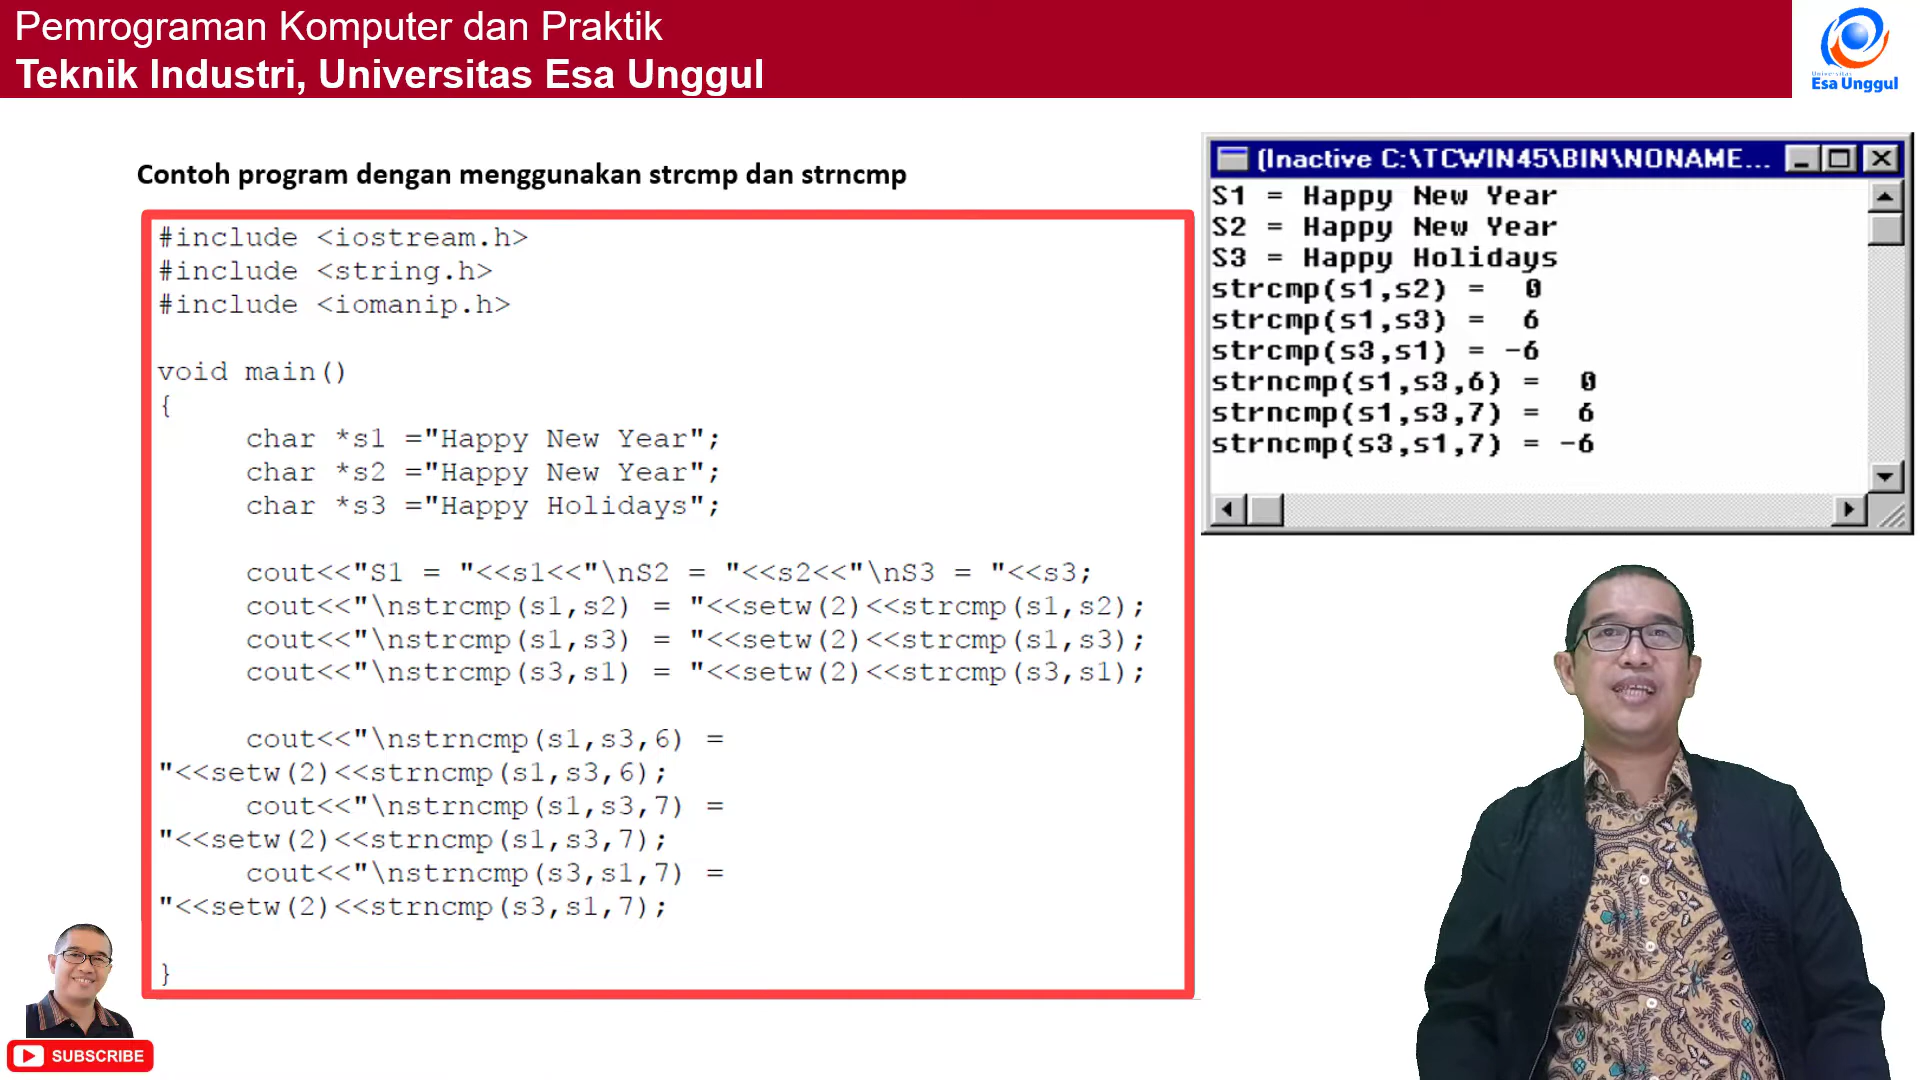 Pemrograman Komputer dan Praktik
Teknik Industri, Universitas Esa Unggul
Universitas
Esa Unggul
Contoh program dengan menggunakan strcmp dan strncmp
#include <iostream.h>
#include <string.h>
#include <iomanip.h>
void main()
{
char *s1 ="Happy New Year";
char *s2 ="Happy New Year";
char *s3 ="Happy Holidays";
cout<<"S1 = "<<s1<<"\nS2 = "<<s2<<"\nS3 = "<<s3;
cout<<"\nstrcmp(s1,s2) = "<<setw(2)<<strcmp(s1,s2);
cout<<"\nstrcmp(s1,s3) = "<<setw(2)<<strcmp(s1,s3);
cout<<"\nstrcmp(s3,s1) = "<<setw(2)<<strcmp(s3,s1);
cout<<"\nstrncmp(s1,s3,6) =
"<<setw(2)<<strncmp(s1,s3,6);
cout<<"\nstrncmp(s1,s3,7) =
"<<setw(2)<<strncmp(s1,s3,7);
cout<<"\nstrncmp(s3,s1,7) =
"<<setw(2)<<strncmp(s3,s1,7);
}
(Inactive C:\TCWIN45\BIN\NONAME...
S1 = Happy New Year
S2 = Happy New Year
S3 = Happy Holidays
strcmp(s1,s2) =  0
strcmp(s1,s3) =  6
strcmp(s3,s1) = -6
strncmp(s1,s3,6) =  0
strncmp(s1,s3,7) =  6
strncmp(s3,s1,7) = -6
SUBSCRIBE